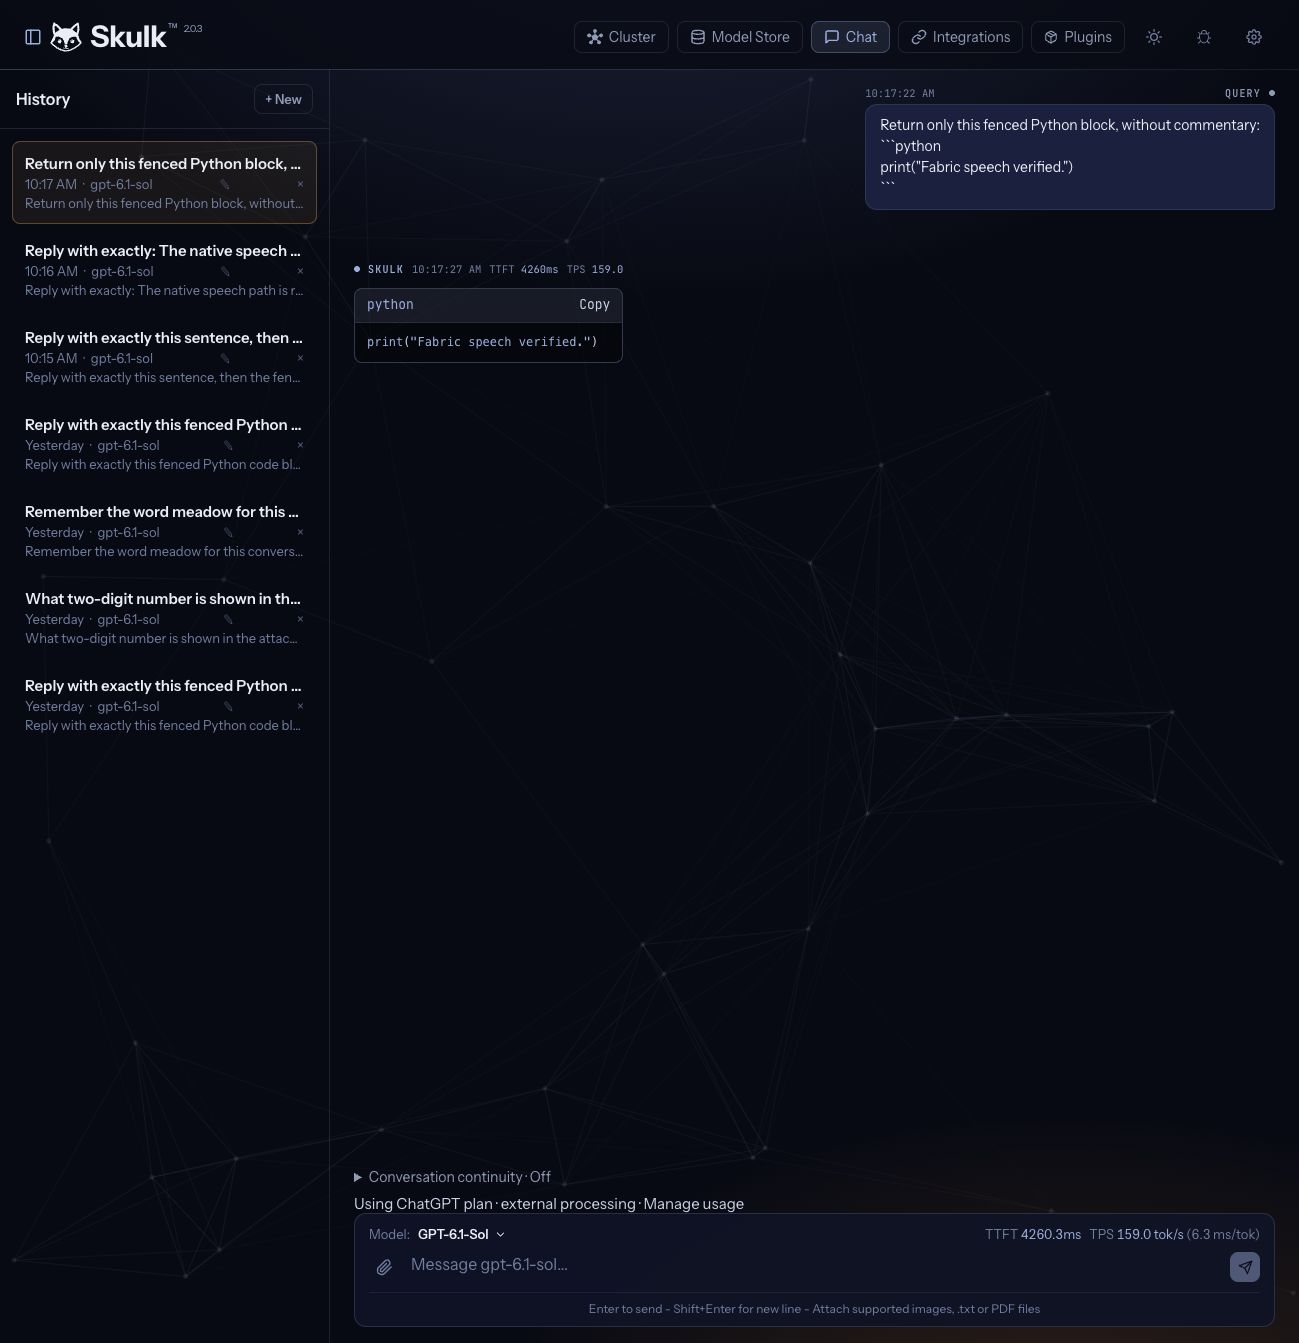 Skulk™ 2.0.3
Cluster
Model Store
Chat
Integrations
Plugins
History
+ New
Return only this fenced Python block, ...
10:17 AM · gpt-6.1-sol ✎ ×
Return only this fenced Python block, without...
Reply with exactly: The native speech ...
10:16 AM · gpt-6.1-sol ✎ ×
Reply with exactly: The native speech path is r...
Reply with exactly this sentence, then ...
10:15 AM · gpt-6.1-sol ✎ ×
Reply with exactly this sentence, then the fen...
Reply with exactly this fenced Python ...
Yesterday · gpt-6.1-sol ✎ ×
Reply with exactly this fenced Python code bl...
Remember the word meadow for this ...
Yesterday · gpt-6.1-sol ✎ ×
Remember the word meadow for this convers...
What two-digit number is shown in th...
Yesterday · gpt-6.1-sol ✎ ×
What two-digit number is shown in the attac...
Reply with exactly this fenced Python ...
Yesterday · gpt-6.1-sol ✎ ×
Reply with exactly this fenced Python code bl...
10:17:22 AM QUERY
Return only this fenced Python block, without commentary:
```python
print("Fabric speech verified.")
```
SKULK 10:17:27 AM TTFT 4260ms TPS 159.0
python Copy
print("Fabric speech verified.")
▶ Conversation continuity · Off
Using ChatGPT plan · external processing · Manage usage
Model: GPT-6.1-Sol TTFT 4260.3ms TPS 159.0 tok/s (6.3 ms/tok)
Message gpt-6.1-sol...
Enter to send - Shift+Enter for new line - Attach supported images, .txt or PDF files